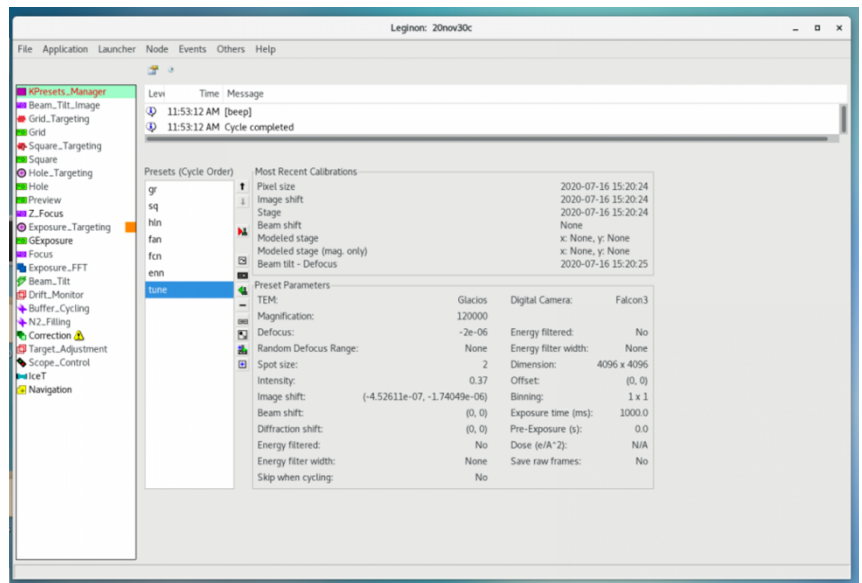 Leginon: 20nov30c
File Application Launcher Node Events Others Help
KPresets_Manager
Beam_Tilt_Image
Grid_Targeting
Grid
Square_Targeting
Square
Hole_Targeting
Hole
Preview
Z_Focus
Exposure_Targeting
GExposure
Focus
Exposure_FFT
Beam_Tilt
Drift_Monitor
Buffer_Cycling
N2_Filling
Correction
Target_Adjustment
Scope_Control
IceT
Navigation
Levi Time Message
11:53:12 AM [beep]
11:53:12 AM Cycle completed
Presets (Cycle Order)
gr
sq
hln
fan
fcn
enn
tune
Most Recent Calibrations
Pixel size 2020-07-16 15:20:24
Image shift 2020-07-16 15:20:24
Stage 2020-07-16 15:20:24
Beam shift None
Modeled stage x: None, y: None
Modeled stage (mag. only) x: None, y: None
Beam tilt - Defocus 2020-07-16 15:20:25
Preset Parameters
TEM: Glacios Digital Camera: Falcon3
Magnification: 120000
Defocus: -2e-06 Energy filtered: No
Random Defocus Range: None Energy filter width: None
Spot size: 2 Dimension: 4096 x 4096
Intensity: 0.37 Offset: (0, 0)
Image shift: (-4.52611e-07, -1.74049e-06) Binning: 1 x 1
Beam shift: (0, 0) Exposure time (ms): 1000.0
Diffraction shift: (0, 0) Pre-Exposure (s): 0.0
Energy filtered: No Dose (e/A^2): N/A
Energy filter width: None Save raw frames: No
Skip when cycling: No